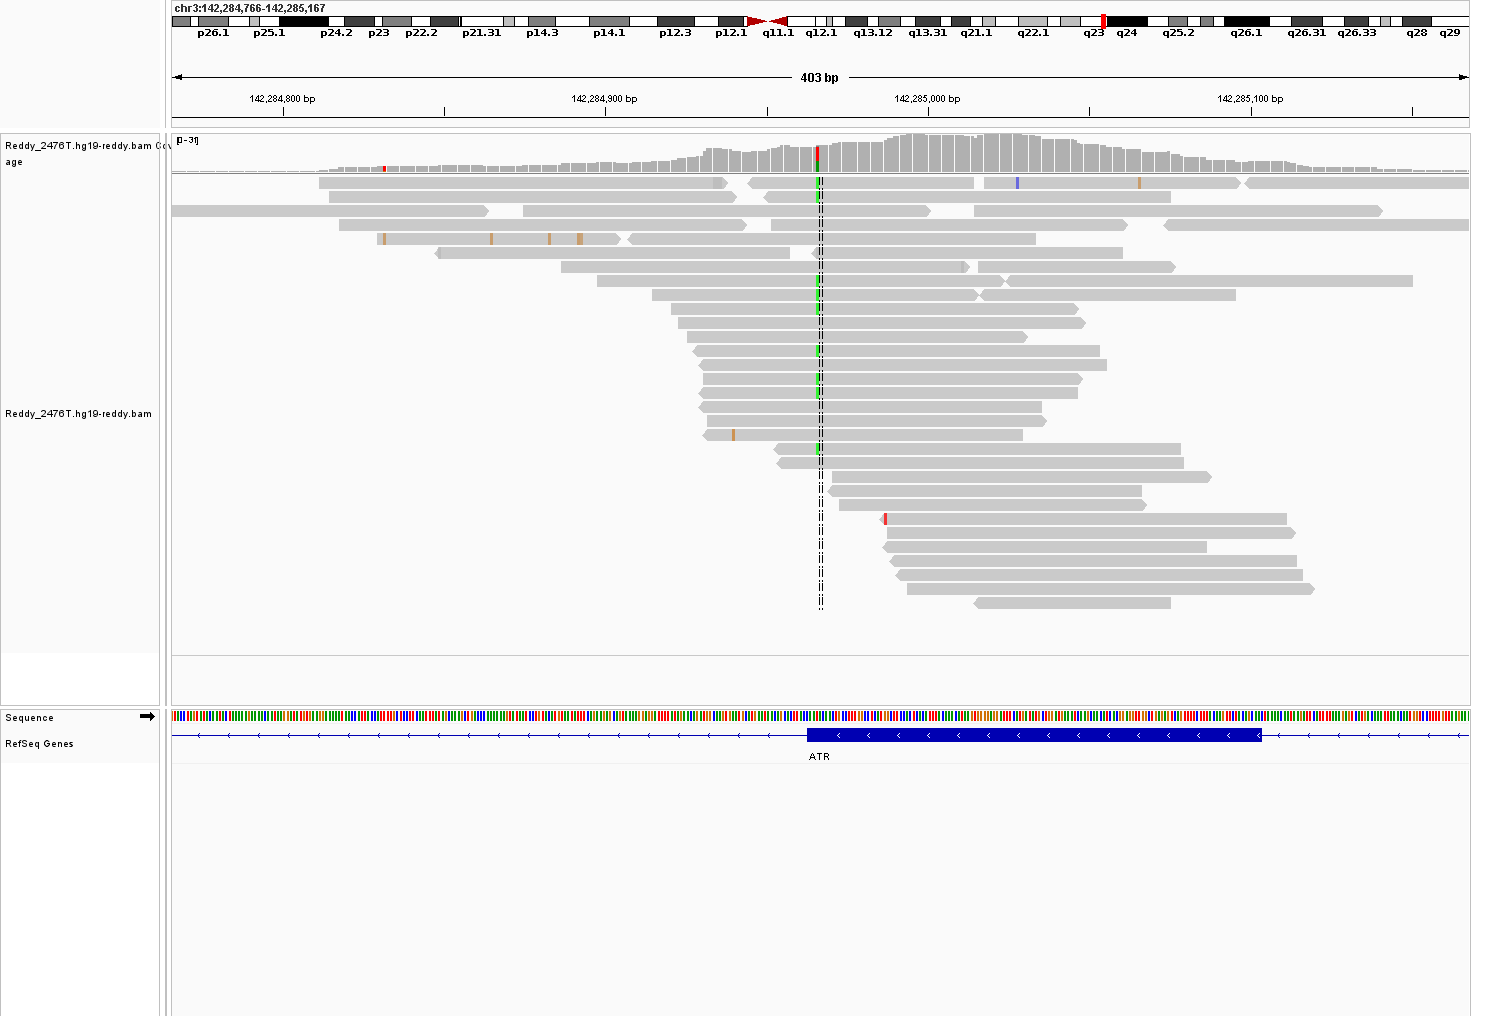 chr3:142,284,766-142,285,167
p26.1 p25.1 p24.2 p23 p22.2 p21.31 p14.3 p14.1 p12.3 p12.1 q11.1 q12.1 q13.12 q13.31 q21.1 q22.1 q23 q24 q25.2 q26.1 q26.31 q26.33 q28 q29
403 bp
142,284,800 bp 142,284,900 bp 142,285,000 bp 142,285,100 bp
Reddy_2476T.hg19-reddy.bam Cov
age
[0-31]
Reddy_2476T.hg19-reddy.bam
Sequence
RefSeq Genes
ATR